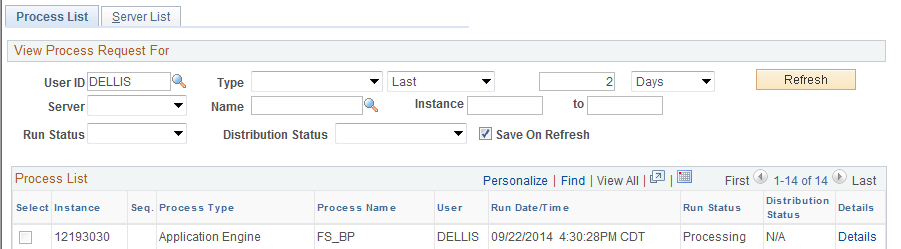 Process List Server List
View Process Request For
User ID DELLIS Type Last 2 Days Refresh
Server Name Instance to
Run Status Distribution Status Save On Refresh
Process List Personalize | Find | View All | | First 1-14 of 14 Last
Select Instance Seq. Process Type Process Name User Run Date/Time Run Status Distribution Status Details
12193030 Application Engine FS_BP DELLIS 09/22/2014 4:30:28PM CDT Processing N/A Details